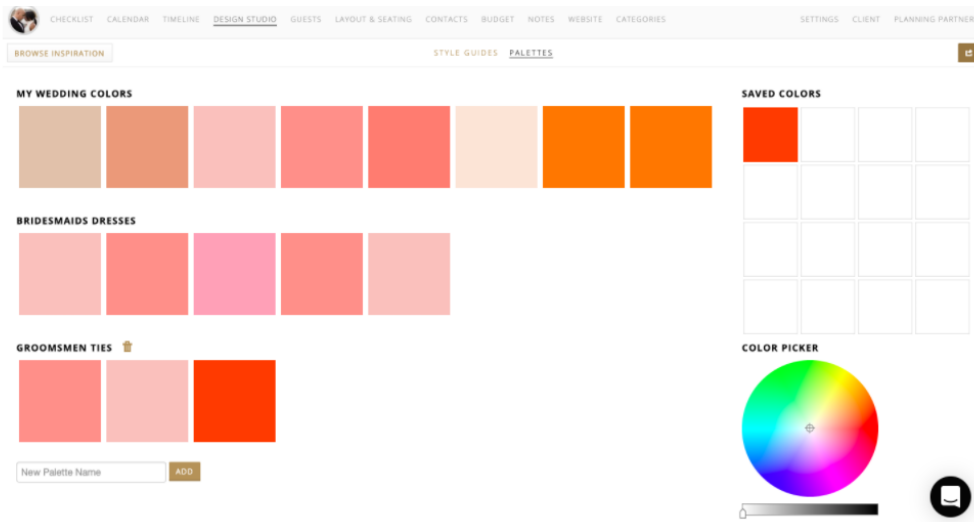 CHECKLIST CALENDAR TIMELINE DESIGN STUDIO GUESTS LAYOUT & SEATING CONTACTS BUDGET NOTES WEBSITE CATEGORIES SETTINGS CLIENT PLANNING PARTNER
BROWSE INSPIRATION STYLE GUIDES PALETTES
MY WEDDING COLORS
SAVED COLORS
BRIDESMAIDS DRESSES
GROOMSMEN TIES
COLOR PICKER
New Palette Name ADD